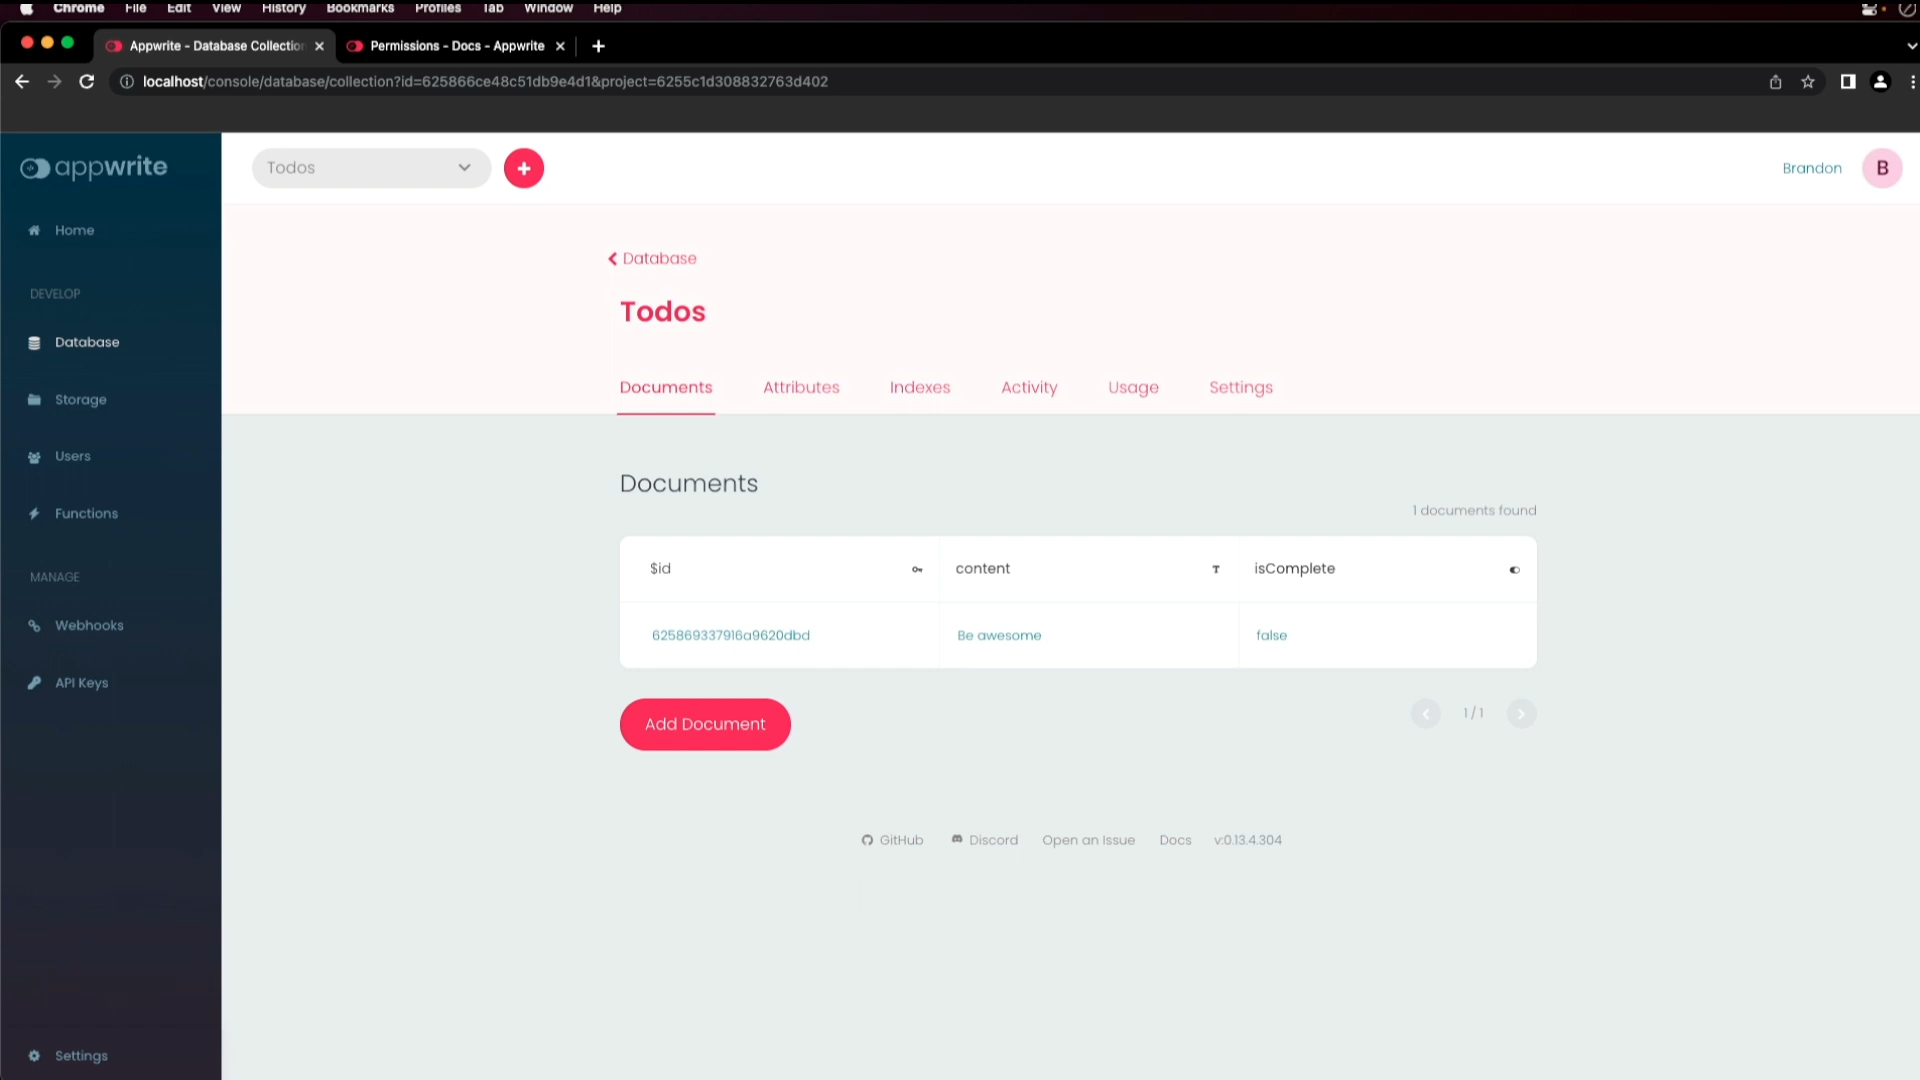 Chrome File Edit View History Bookmarks Profiles Tab Window Help
Appwrite - Database Collection Permissions - Docs - Appwrite
localhost/console/database/collection?id=625866ce48c51db9e4d1&project=6255c1d308832763d402
appwrite
Todos
Brandon B
Home
DEVELOP
Database
Storage
Users
Functions
MANAGE
Webhooks
API Keys
Settings
Database
Todos
Documents Attributes Indexes Activity Usage Settings
Documents
1 documents found
$id content T isComplete
625869337916a9620dbd Be awesome false
Add Document
1 / 1
GitHub Discord Open an Issue Docs v:0.13.4.304